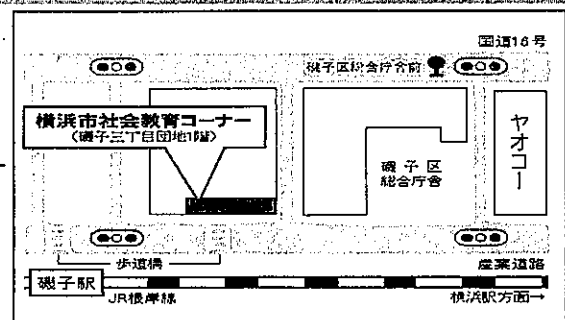 国道16号
磯子区総合庁舎前
横浜市社会教育コーナー
(磯子三丁目団地1階)
磯子区
総合庁舎
ヤオコー
歩道橋
産業道路
磯子駅
JR根岸線
横浜駅方面→